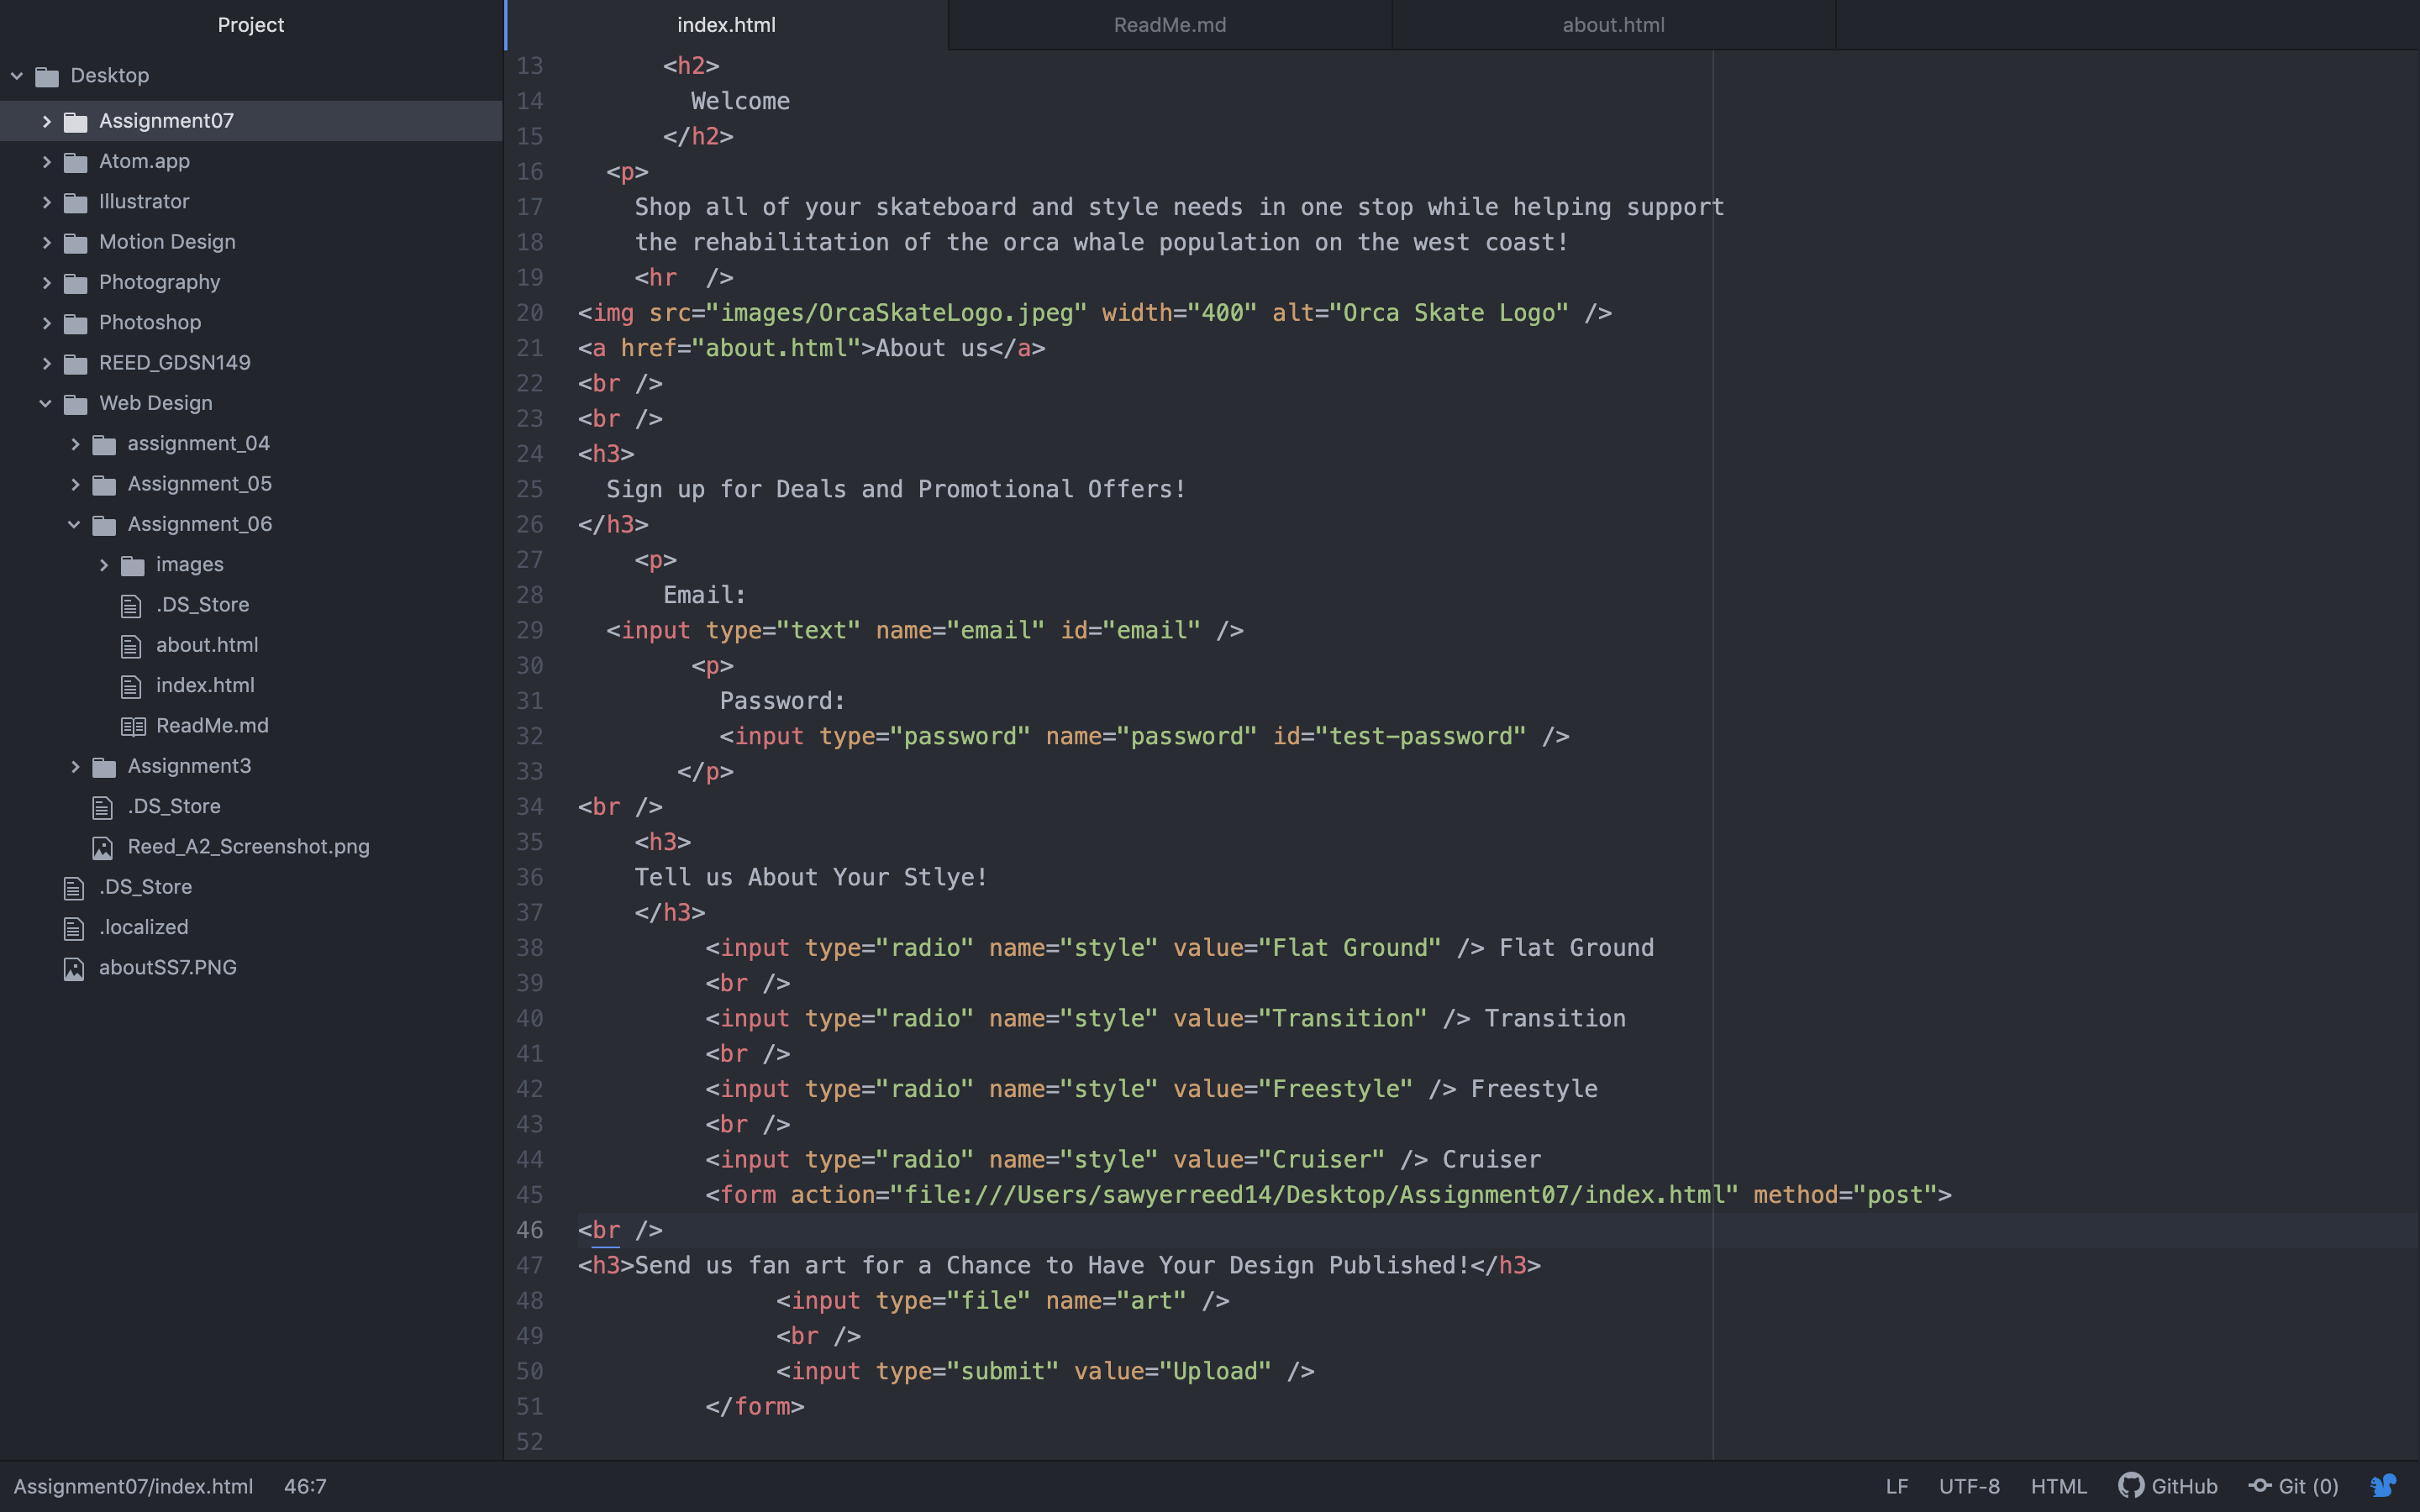 Project
index.html
ReadMe.md
about.html
Desktop
Assignment07
Atom.app
Illustrator
Motion Design
Photography
Photoshop
REED_GDSN149
Web Design
assignment_04
Assignment_05
Assignment_06
images
.DS_Store
about.html
index.html
ReadMe.md
Assignment3
.DS_Store
Reed_A2_Screenshot.png
.DS_Store
.localized
aboutSS7.PNG
13 <h2>
14 Welcome
15 </h2>
16 <p>
17 Shop all of your skateboard and style needs in one stop while helping support
18 the rehabilitation of the orca whale population on the west coast!
19 <hr  />
20 <img src="images/OrcaSkateLogo.jpeg" width="400" alt="Orca Skate Logo" />
21 <a href="about.html">About us</a>
22 <br />
23 <br />
24 <h3>
25 Sign up for Deals and Promotional Offers!
26 </h3>
27 <p>
28 Email:
29 <input type="text" name="email" id="email" />
30 <p>
31 Password:
32 <input type="password" name="password" id="test-password" />
33 </p>
34 <br />
35 <h3>
36 Tell us About Your Stlye!
37 </h3>
38 <input type="radio" name="style" value="Flat Ground" /> Flat Ground
39 <br />
40 <input type="radio" name="style" value="Transition" /> Transition
41 <br />
42 <input type="radio" name="style" value="Freestyle" /> Freestyle
43 <br />
44 <input type="radio" name="style" value="Cruiser" /> Cruiser
45 <form action="file:///Users/sawyerreed14/Desktop/Assignment07/index.html" method="post">
46 <br />
47 <h3>Send us fan art for a Chance to Have Your Design Published!</h3>
48 <input type="file" name="art" />
49 <br />
50 <input type="submit" value="Upload" />
51 </form>
52
Assignment07/index.html 46:7 LF UTF-8 HTML GitHub Git (0)